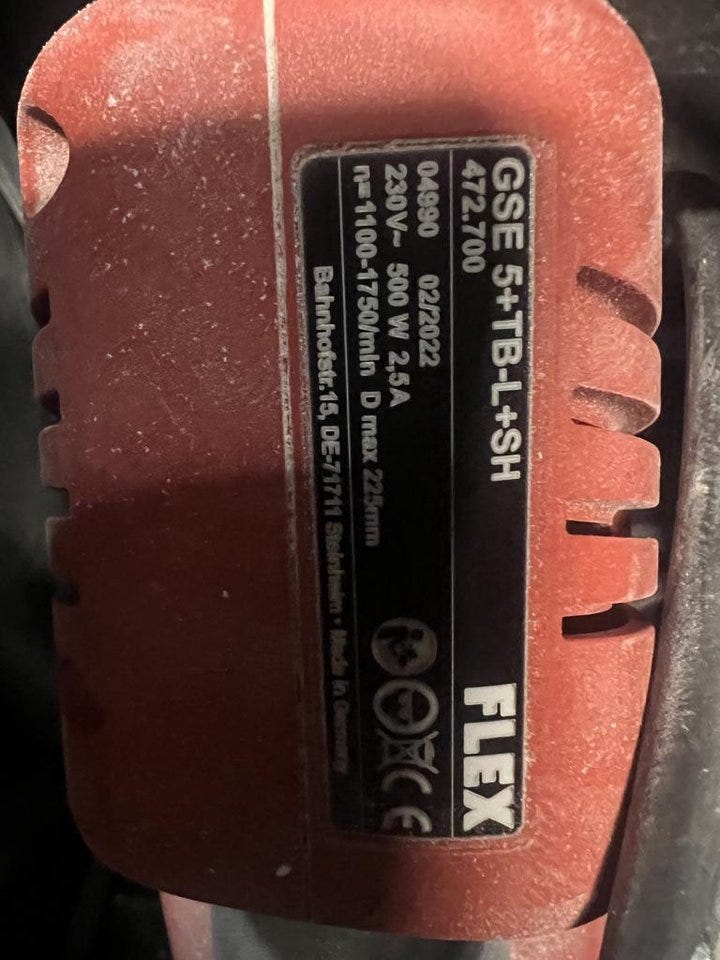 GSE 5+TB-L+SH
FLEX
472.700
04990 02/2022
230V~ 500 W 2,5A
n=1100-1750/min D max 225mm
Bahnhofstr.15, DE-71711 Steinheim • Made in Germany
CE